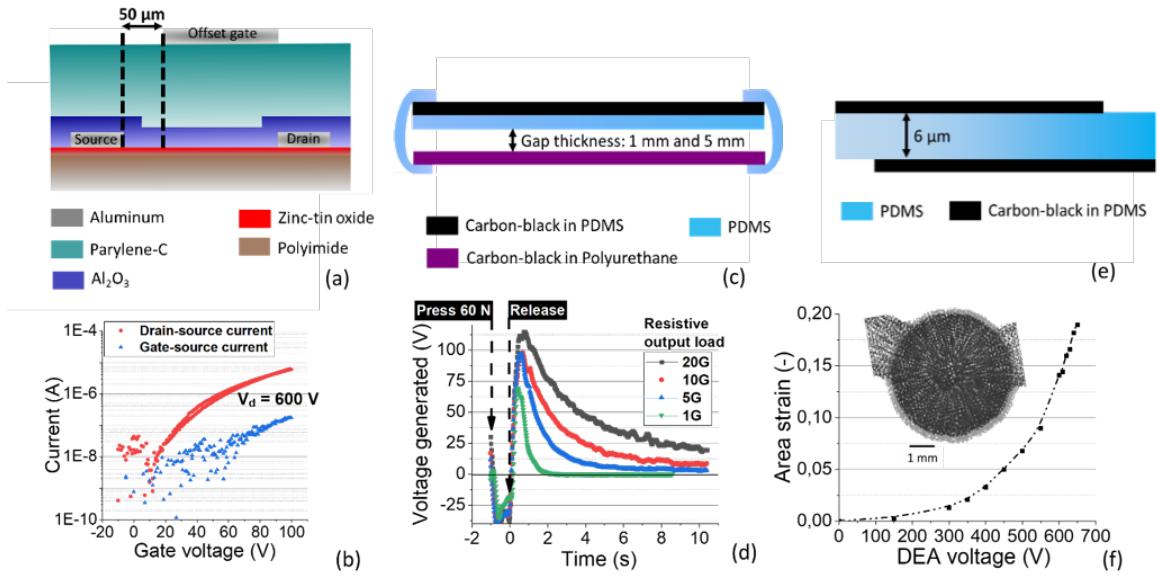 50 µm
Offset gate
Source
Drain
Aluminum
Zinc-tin oxide
Parylene-C
Polyimide
Al₂O₃
(a)
Gap thickness: 1 mm and 5 mm
Carbon-black in PDMS
PDMS
Carbon-black in Polyurethane
(c)
6 µm
PDMS
Carbon-black in PDMS
(e)
1E-4
1E-6
1E-8
1E-10
Current (A)
Drain-source current
Gate-source current
V_d = 600 V
-20 0 20 40 60 80 100 120
Gate voltage (V)
(b)
Press 60 N
Release
Voltage generated (V)
100
75
50
25
0
-25
Resistive
output load
20G
10G
5G
1G
-2 0 2 4 6 8 10 12
Time (s)
(d)
Area strain (-)
0,20
0,15
0,10
0,05
0,00
1 mm
0 100 200 300 400 500 600 700
DEA voltage (V)
(f)